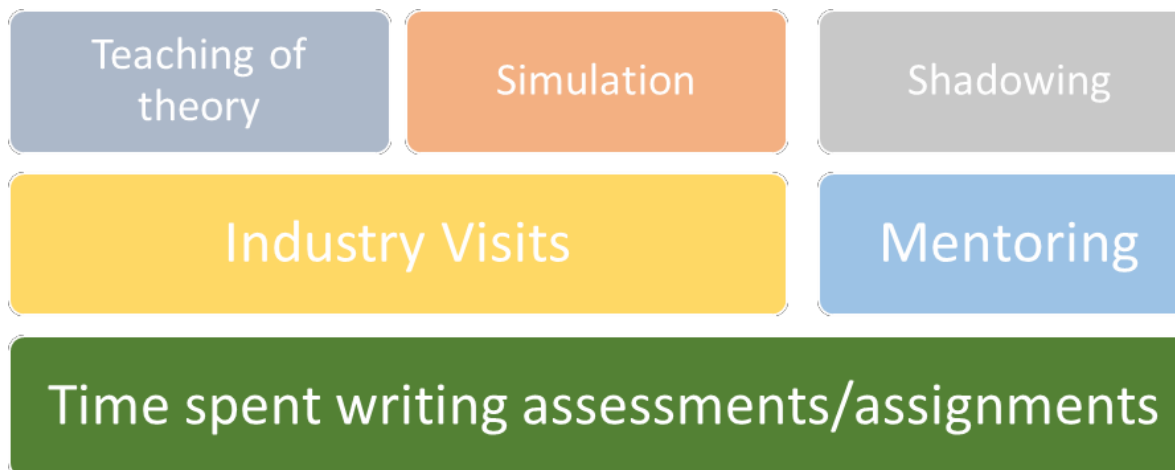 Teaching of
theory
Simulation
Shadowing
Industry Visits
Mentoring
Time spent writing assessments/assignments